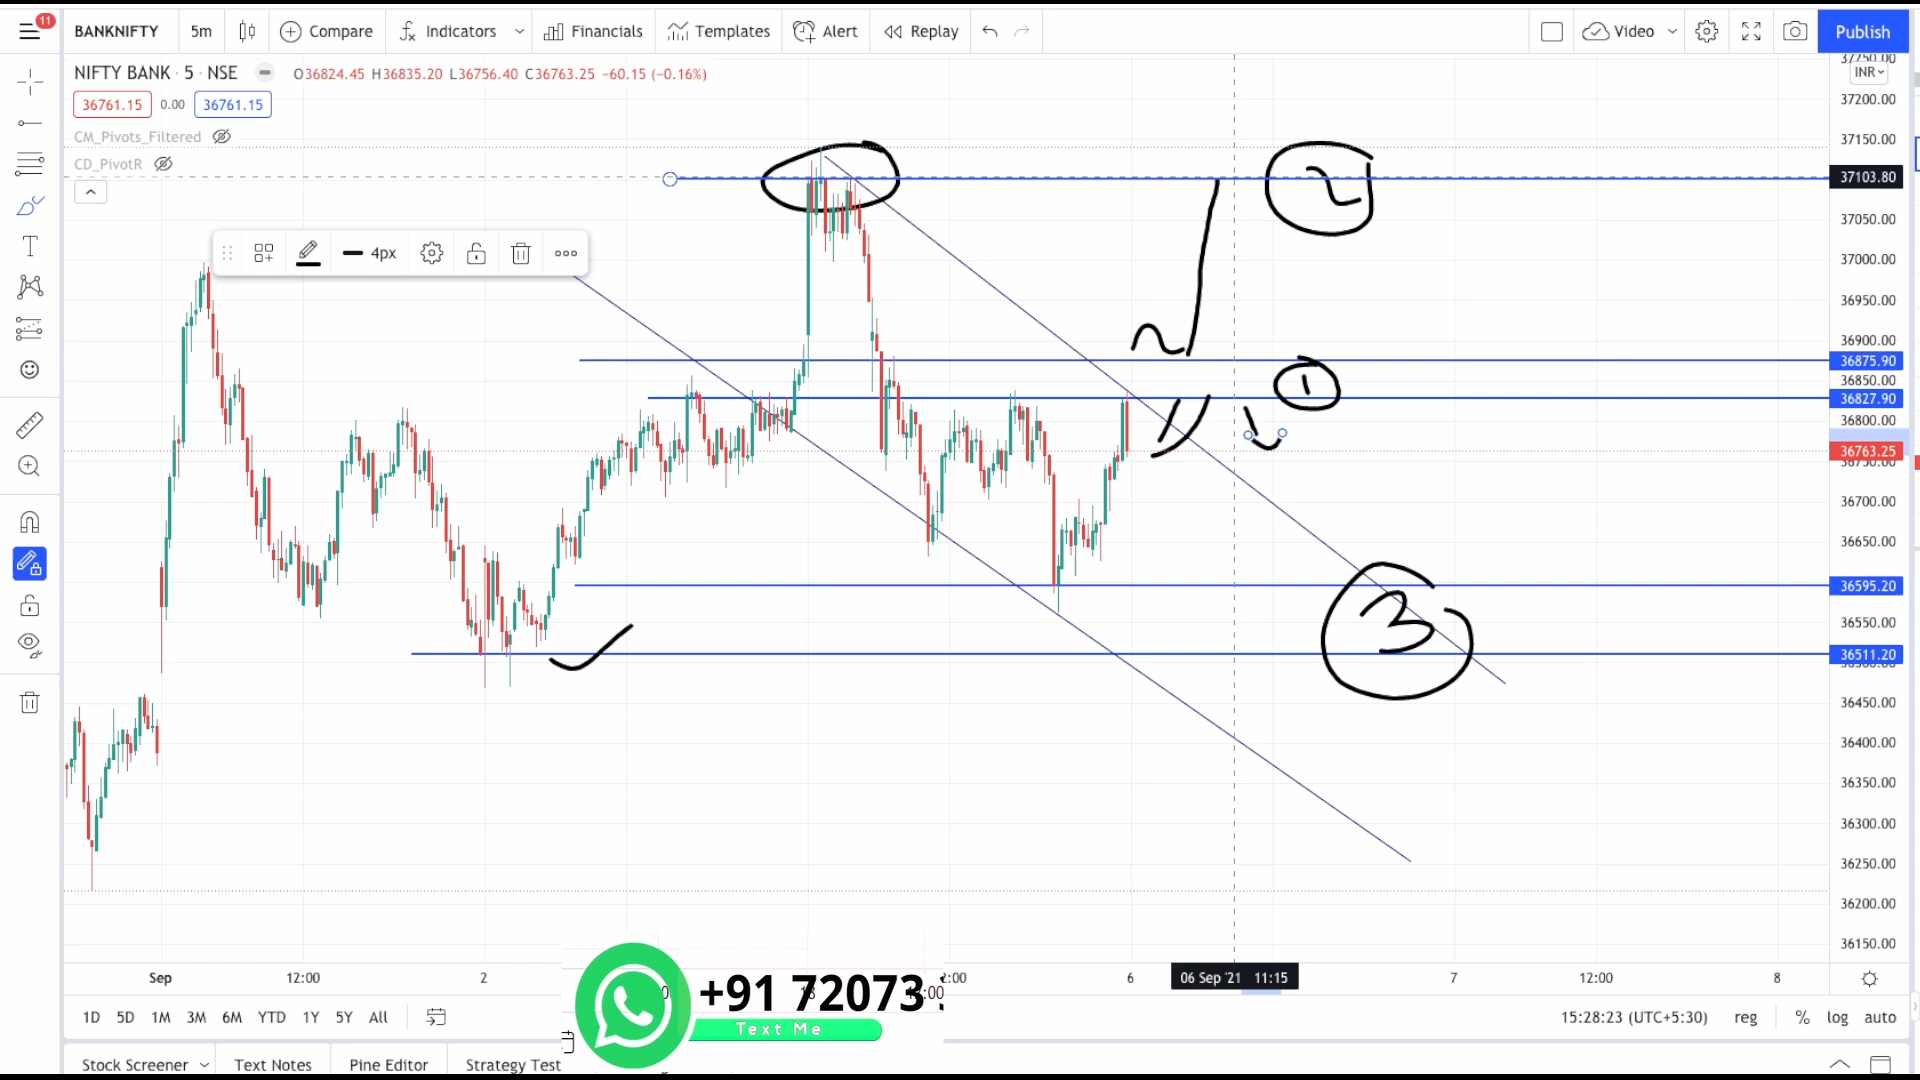 11
BANKNIFTY 5m Compare Indicators Financials Templates Alert Replay Video Publish
NIFTY BANK · 5 · NSE O36824.45 H36835.20 L36756.40 C36763.25 −60.15 (−0.16%)
INR
36761.15 0.00 36761.15
CM_Pivots_Filtered
CD_PivotR
4px
37200.00
37150.00
37103.80
37050.00
37000.00
36950.00
36900.00
36875.90
36850.00
36827.90
36800.00
36763.25
36750.00
36700.00
36650.00
36595.20
36550.00
36511.20
36450.00
36400.00
36350.00
36300.00
36250.00
36200.00
36150.00
2
1
3
Sep 12:00 2 6 06 Sep '21 11:15 7 12:00 8
+91 72073
Text Me
1D 5D 1M 3M 6M YTD 1Y 5Y All 15:28:23 (UTC+5:30) reg % log auto
Stock Screener Text Notes Pine Editor Strategy Test